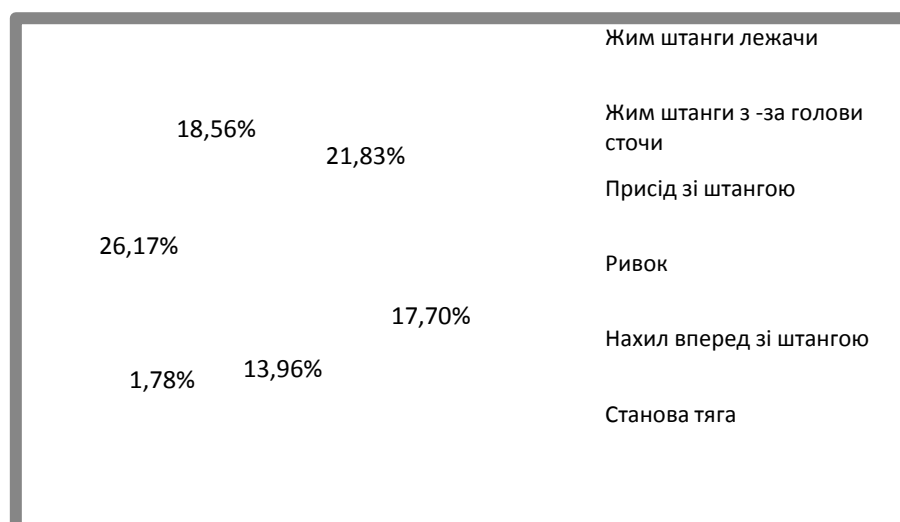 Жим штанги лежачи
Жим штанги з -за голови
сточи
Присід зі штангою
Ривок
Нахил вперед зі штангою
Станова тяга
18,56%
21,83%
26,17%
17,70%
13,96%
1,78%